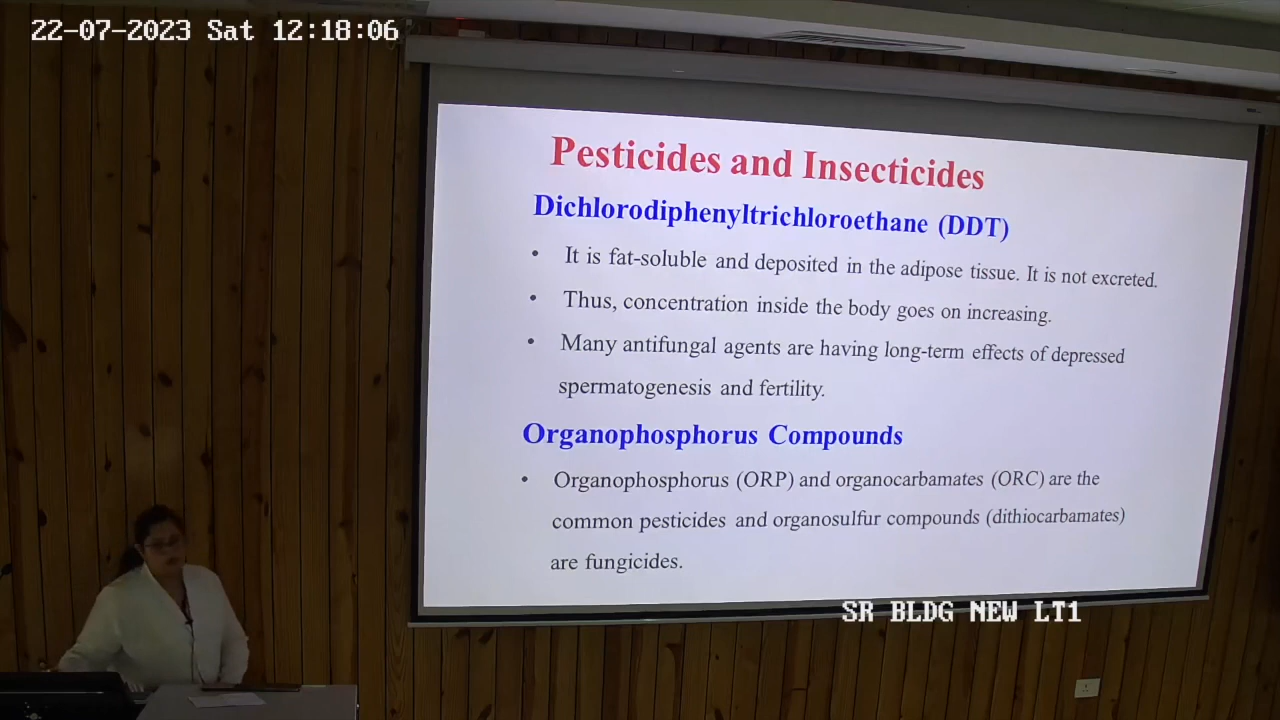 22-07-2023 Sat 12:18:06
Pesticides and Insecticides
Dichlorodiphenyltrichloroethane (DDT)
• It is fat-soluble and deposited in the adipose tissue. It is not excreted.
• Thus, concentration inside the body goes on increasing.
• Many antifungal agents are having long-term effects of depressed
spermatogenesis and fertility.
Organophosphorus Compounds
• Organophosphorus (ORP) and organocarbamates (ORC) are the
common pesticides and organosulfur compounds (dithiocarbamates)
are fungicides.
SR BLDG NEW LT1